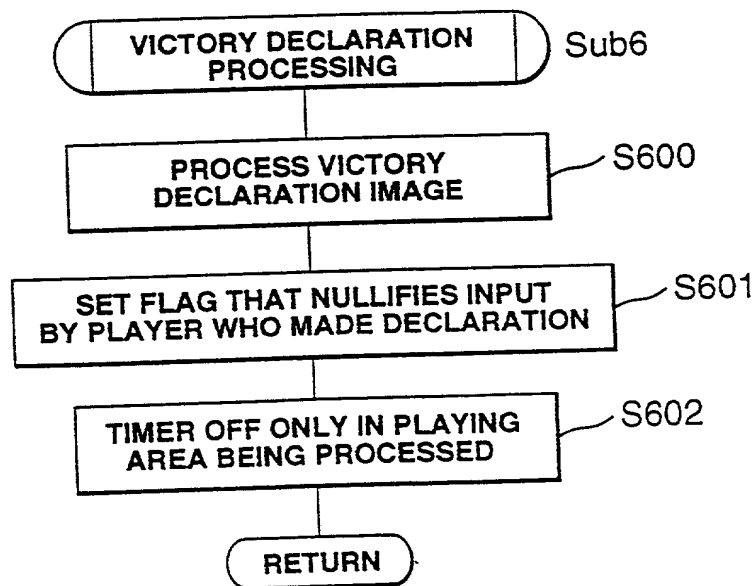 VICTORY DECLARATION
PROCESSING
Sub6
PROCESS VICTORY
DECLARATION IMAGE
S600
SET FLAG THAT NULLIFIES INPUT
BY PLAYER WHO MADE DECLARATION
S601
TIMER OFF ONLY IN PLAYING
AREA BEING PROCESSED
S602
RETURN